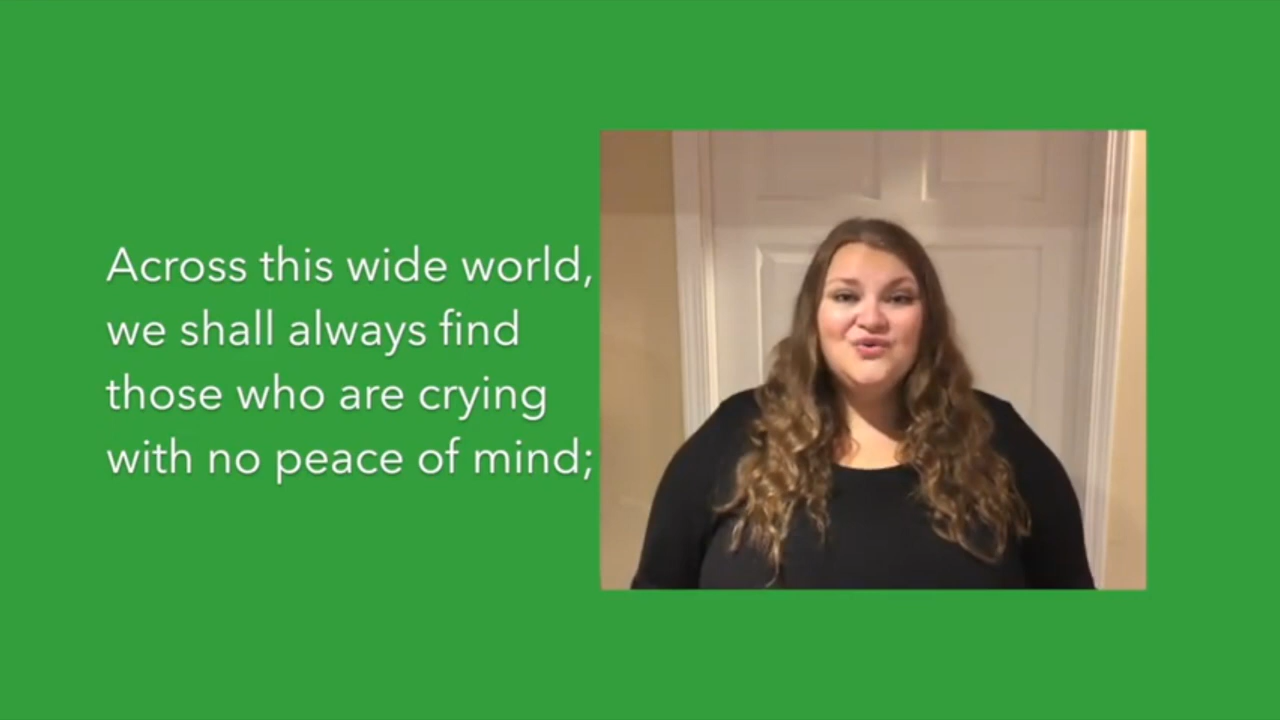 Across this wide world,
we shall always find
those who are crying
with no peace of mind;